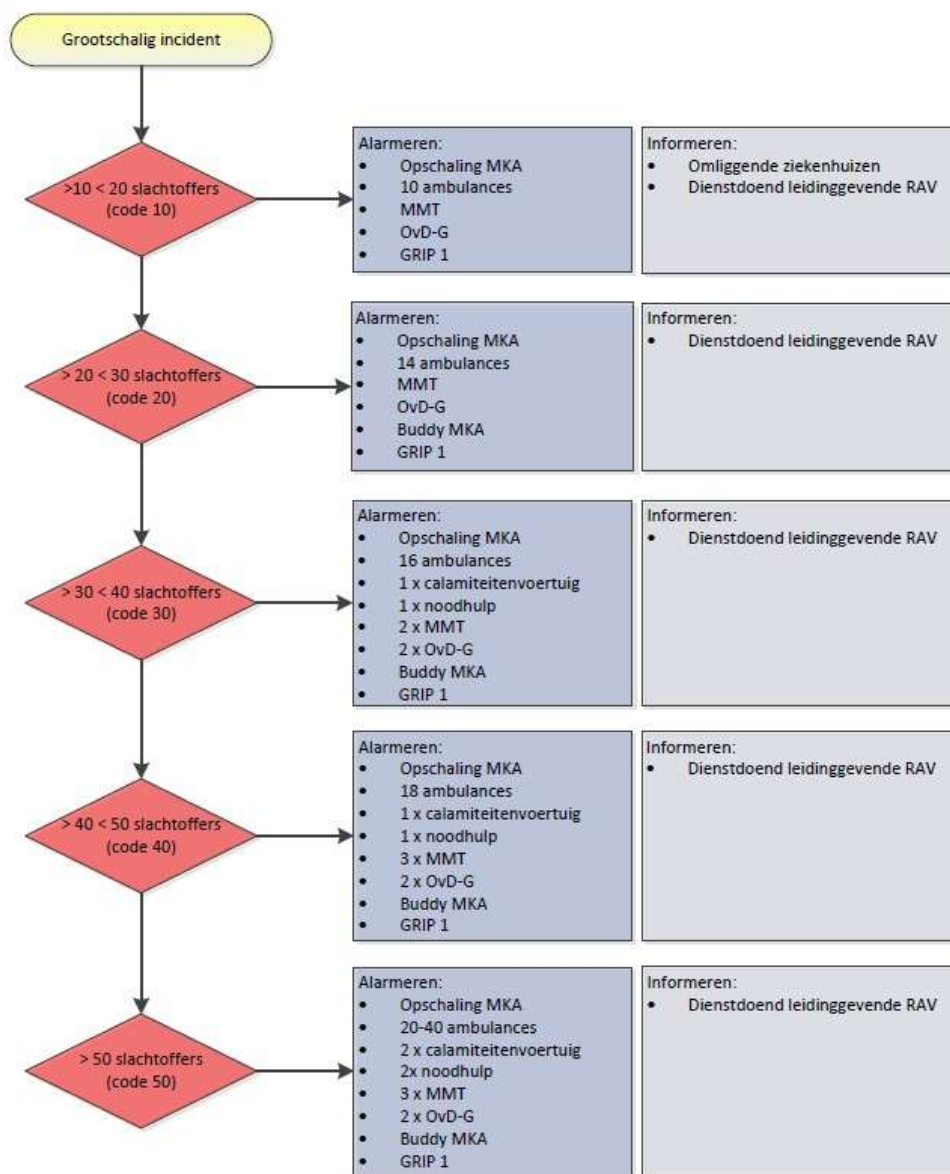 Grootschalig incident
>10 < 20 slachtoffers
(code 10)
Alarmeren:
• Opschaling MKA
• 10 ambulances
• MMT
• OvD-G
• GRIP 1
Informeren:
• Omliggende ziekenhuizen
• Dienstdoend leidinggevende RAV
> 20 < 30 slachtoffers
(code 20)
Alarmeren:
• Opschaling MKA
• 14 ambulances
• MMT
• OvD-G
• Buddy MKA
• GRIP 1
Informeren:
• Dienstdoend leidinggevende RAV
> 30 < 40 slachtoffers
(code 30)
Alarmeren:
• Opschaling MKA
• 16 ambulances
• 1 x calamiteitenvoertuig
• 1 x noodhulp
• 2 x MMT
• 2 x OvD-G
• Buddy MKA
• GRIP 1
Informeren:
• Dienstdoend leidinggevende RAV
> 40 < 50 slachtoffers
(code 40)
Alarmeren:
• Opschaling MKA
• 18 ambulances
• 1 x calamiteitenvoertuig
• 1 x noodhulp
• 3 x MMT
• 2 x OvD-G
• Buddy MKA
• GRIP 1
Informeren:
• Dienstdoend leidinggevende RAV
> 50 slachtoffers
(code 50)
Alarmeren:
• Opschaling MKA
• 20-40 ambulances
• 2 x calamiteitenvoertuig
• 2x noodhulp
• 3 x MMT
• 2 x OvD-G
• Buddy MKA
• GRIP 1
Informeren:
• Dienstdoend leidinggevende RAV